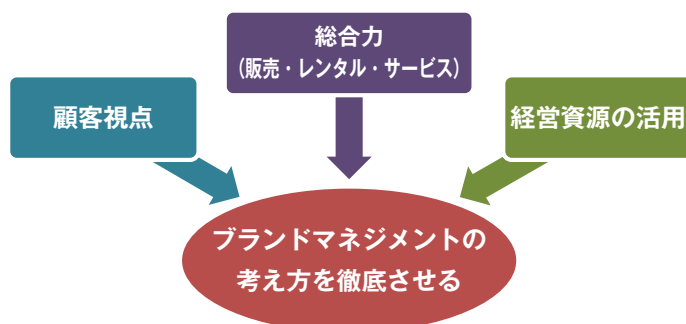 総合力
（販売・レンタル・サービス）
顧客視点
経営資源の活用
ブランドマネジメントの
考え方を徹底させる